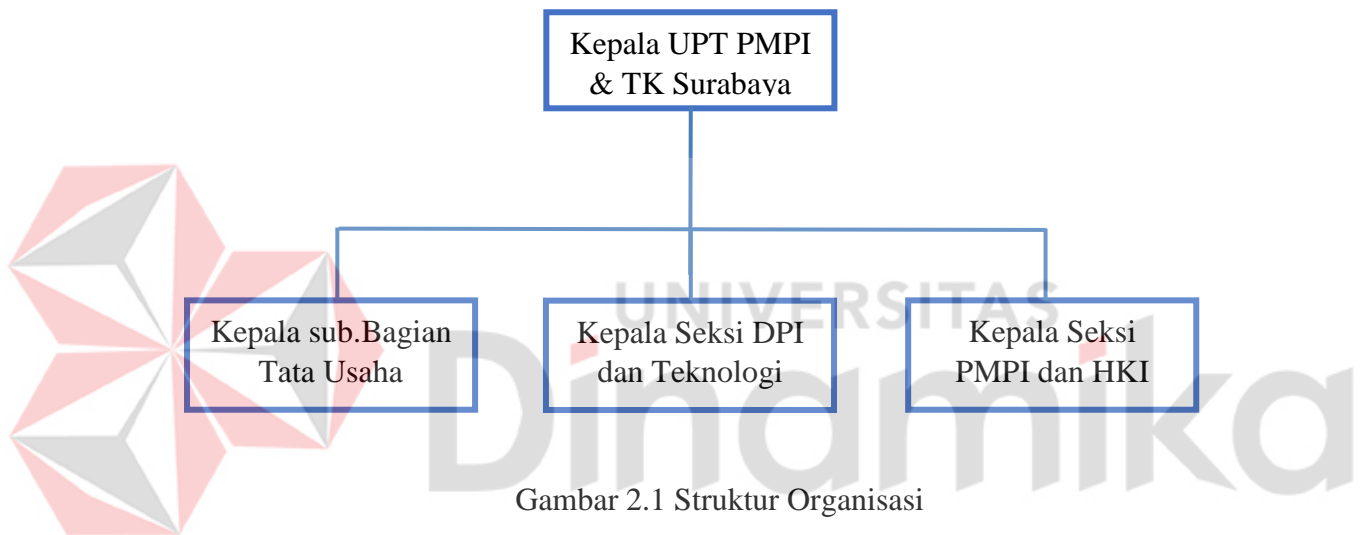 Kepala UPT PMPI
& TK Surabaya
UNIVERSITAS
Dinamika
Kepala sub.Bagian
Tata Usaha
Kepala Seksi DPI
dan Teknologi
Kepala Seksi
PMPI dan HKI
Gambar 2.1 Struktur Organisasi